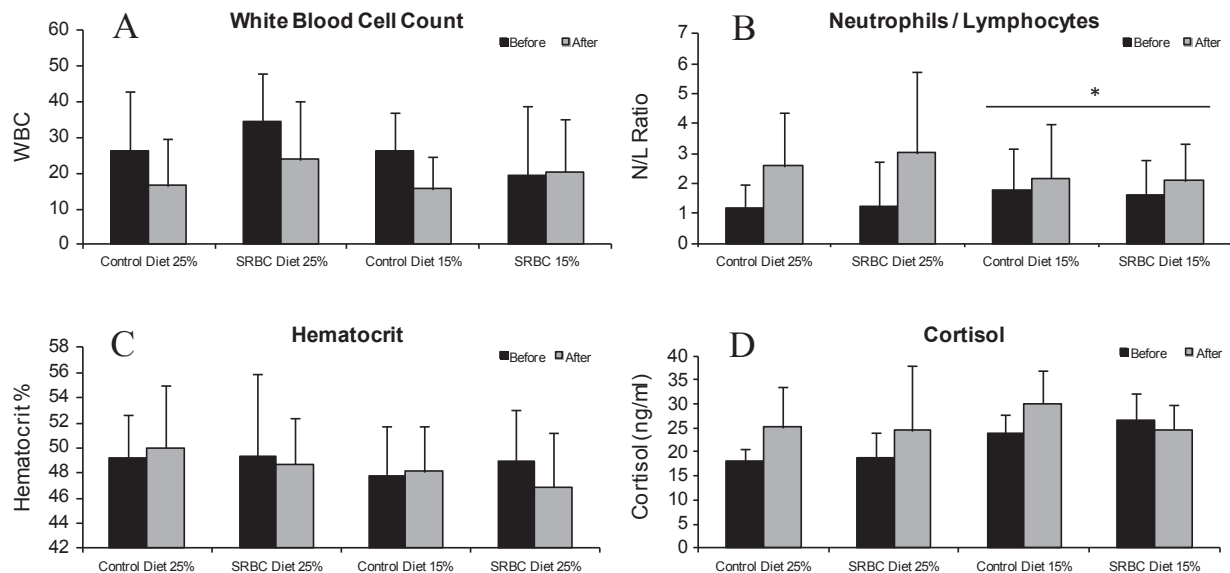 A
White Blood Cell Count
Before After
WBC
60
50
40
30
20
10
0
Control Diet 25% SRBC Diet 25% Control Diet 15% SRBC 15%
B
Neutrophils / Lymphocytes
Before After
N/L Ratio
7
6
5
4
3
2
1
0
*
Control Diet 25% SRBC Diet 25% Control Diet 15% SRBC Diet 15%
C
Hematocrit
Before After
Hematocrit %
58
56
54
52
50
48
46
44
42
Control Diet 25% SRBC Diet 25% Control Diet 15% SRBC Diet 15%
D
Cortisol
Before After
Cortisol (ng/ml)
40
35
30
25
20
15
10
5
0
Control Diet 25% SRBC Diet 25% Control Diet 15% SRBC Diet 15%